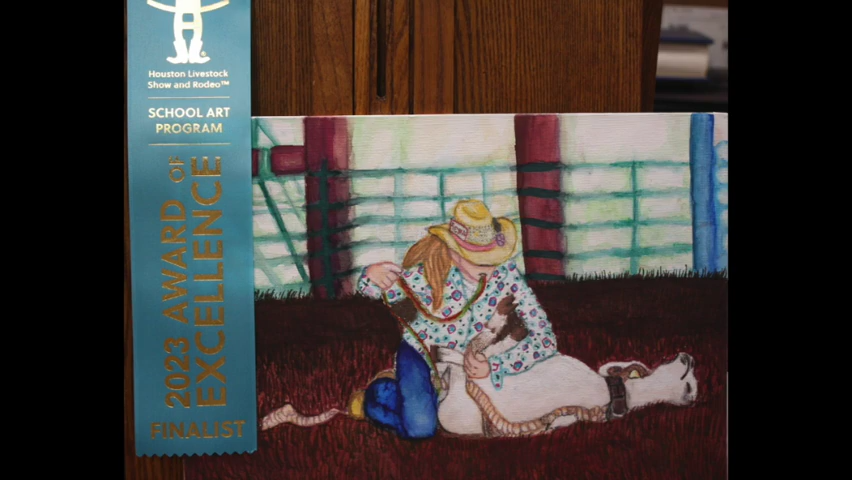 Houston Livestock
Show and Rodeo™
SCHOOL ART
PROGRAM
2023 AWARD OF
EXCELLENCE
FINALIST